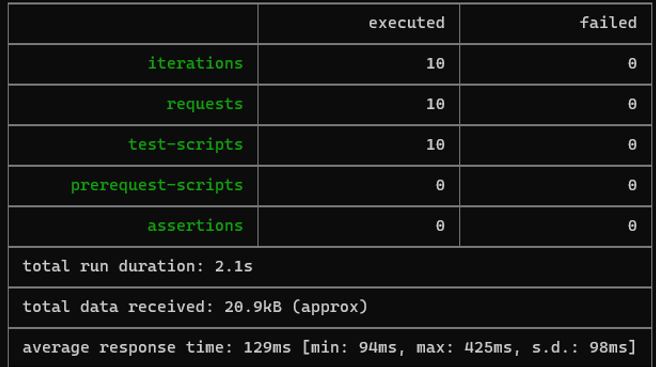 executed failed
iterations 10 0
requests 10 0
test-scripts 10 0
prerequest-scripts 0 0
assertions 0 0
total run duration: 2.1s
total data received: 20.9kB (approx)
average response time: 129ms [min: 94ms, max: 425ms, s.d.: 98ms]